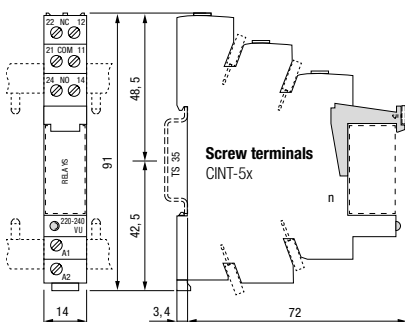 22 NC 12
21 COM 11
24 NO 14
RELAYS
220-240
VU
A1
A2
14
91
48,5
42,5
TS 35
Screw terminals
CINT-5x
n
3,4
72